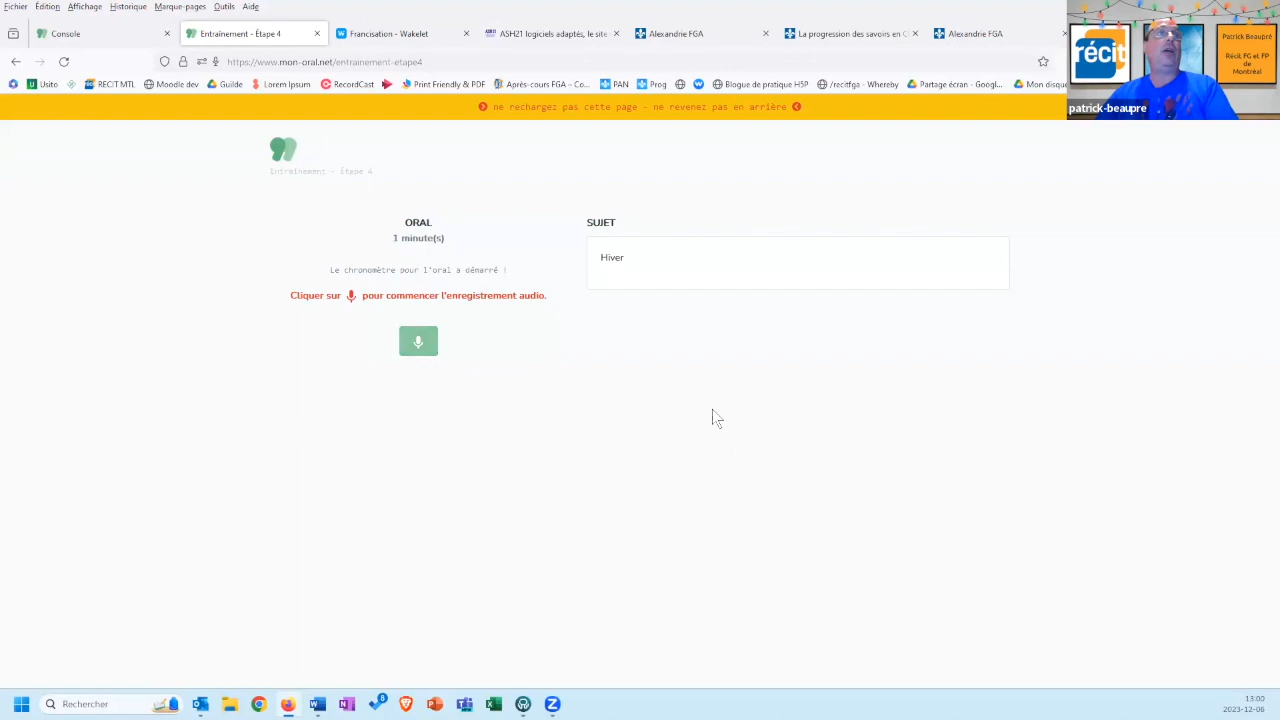 Fichier Édition Affichage Historique Marque-pages Outils Aide
Console
Entraînement - Étape 4
Francisation - Wakelet
ASH21 logiciels adaptés, le site
Alexandrie FGA
La progression des savoirs en C
Alexandrie FGA
https://www.mon-oral.net/entrainement-etape4
Usito
RÉCIT MTL
Moodle dev
Guilde
Lorem Ipsum
RecordCast
Print Friendly & PDF
Après-cours FGA – Co...
PAN
Prog
Blogue de pratique H5P
/recitfga - Whereby
Partage écran - Googl...
Mon disque
ne rechargez pas cette page - ne revenez pas en arrière
récit
Patrick Beaupré
Récit FG et FP
de
Montréal
patrick-beaupre
Entraînement - Étape 4
ORAL
1 minute(s)
Le chronomètre pour l'oral a démarré !
Cliquer sur pour commencer l'enregistrement audio.
SUJET
Hiver
Rechercher
8
13:00
2023-12-06